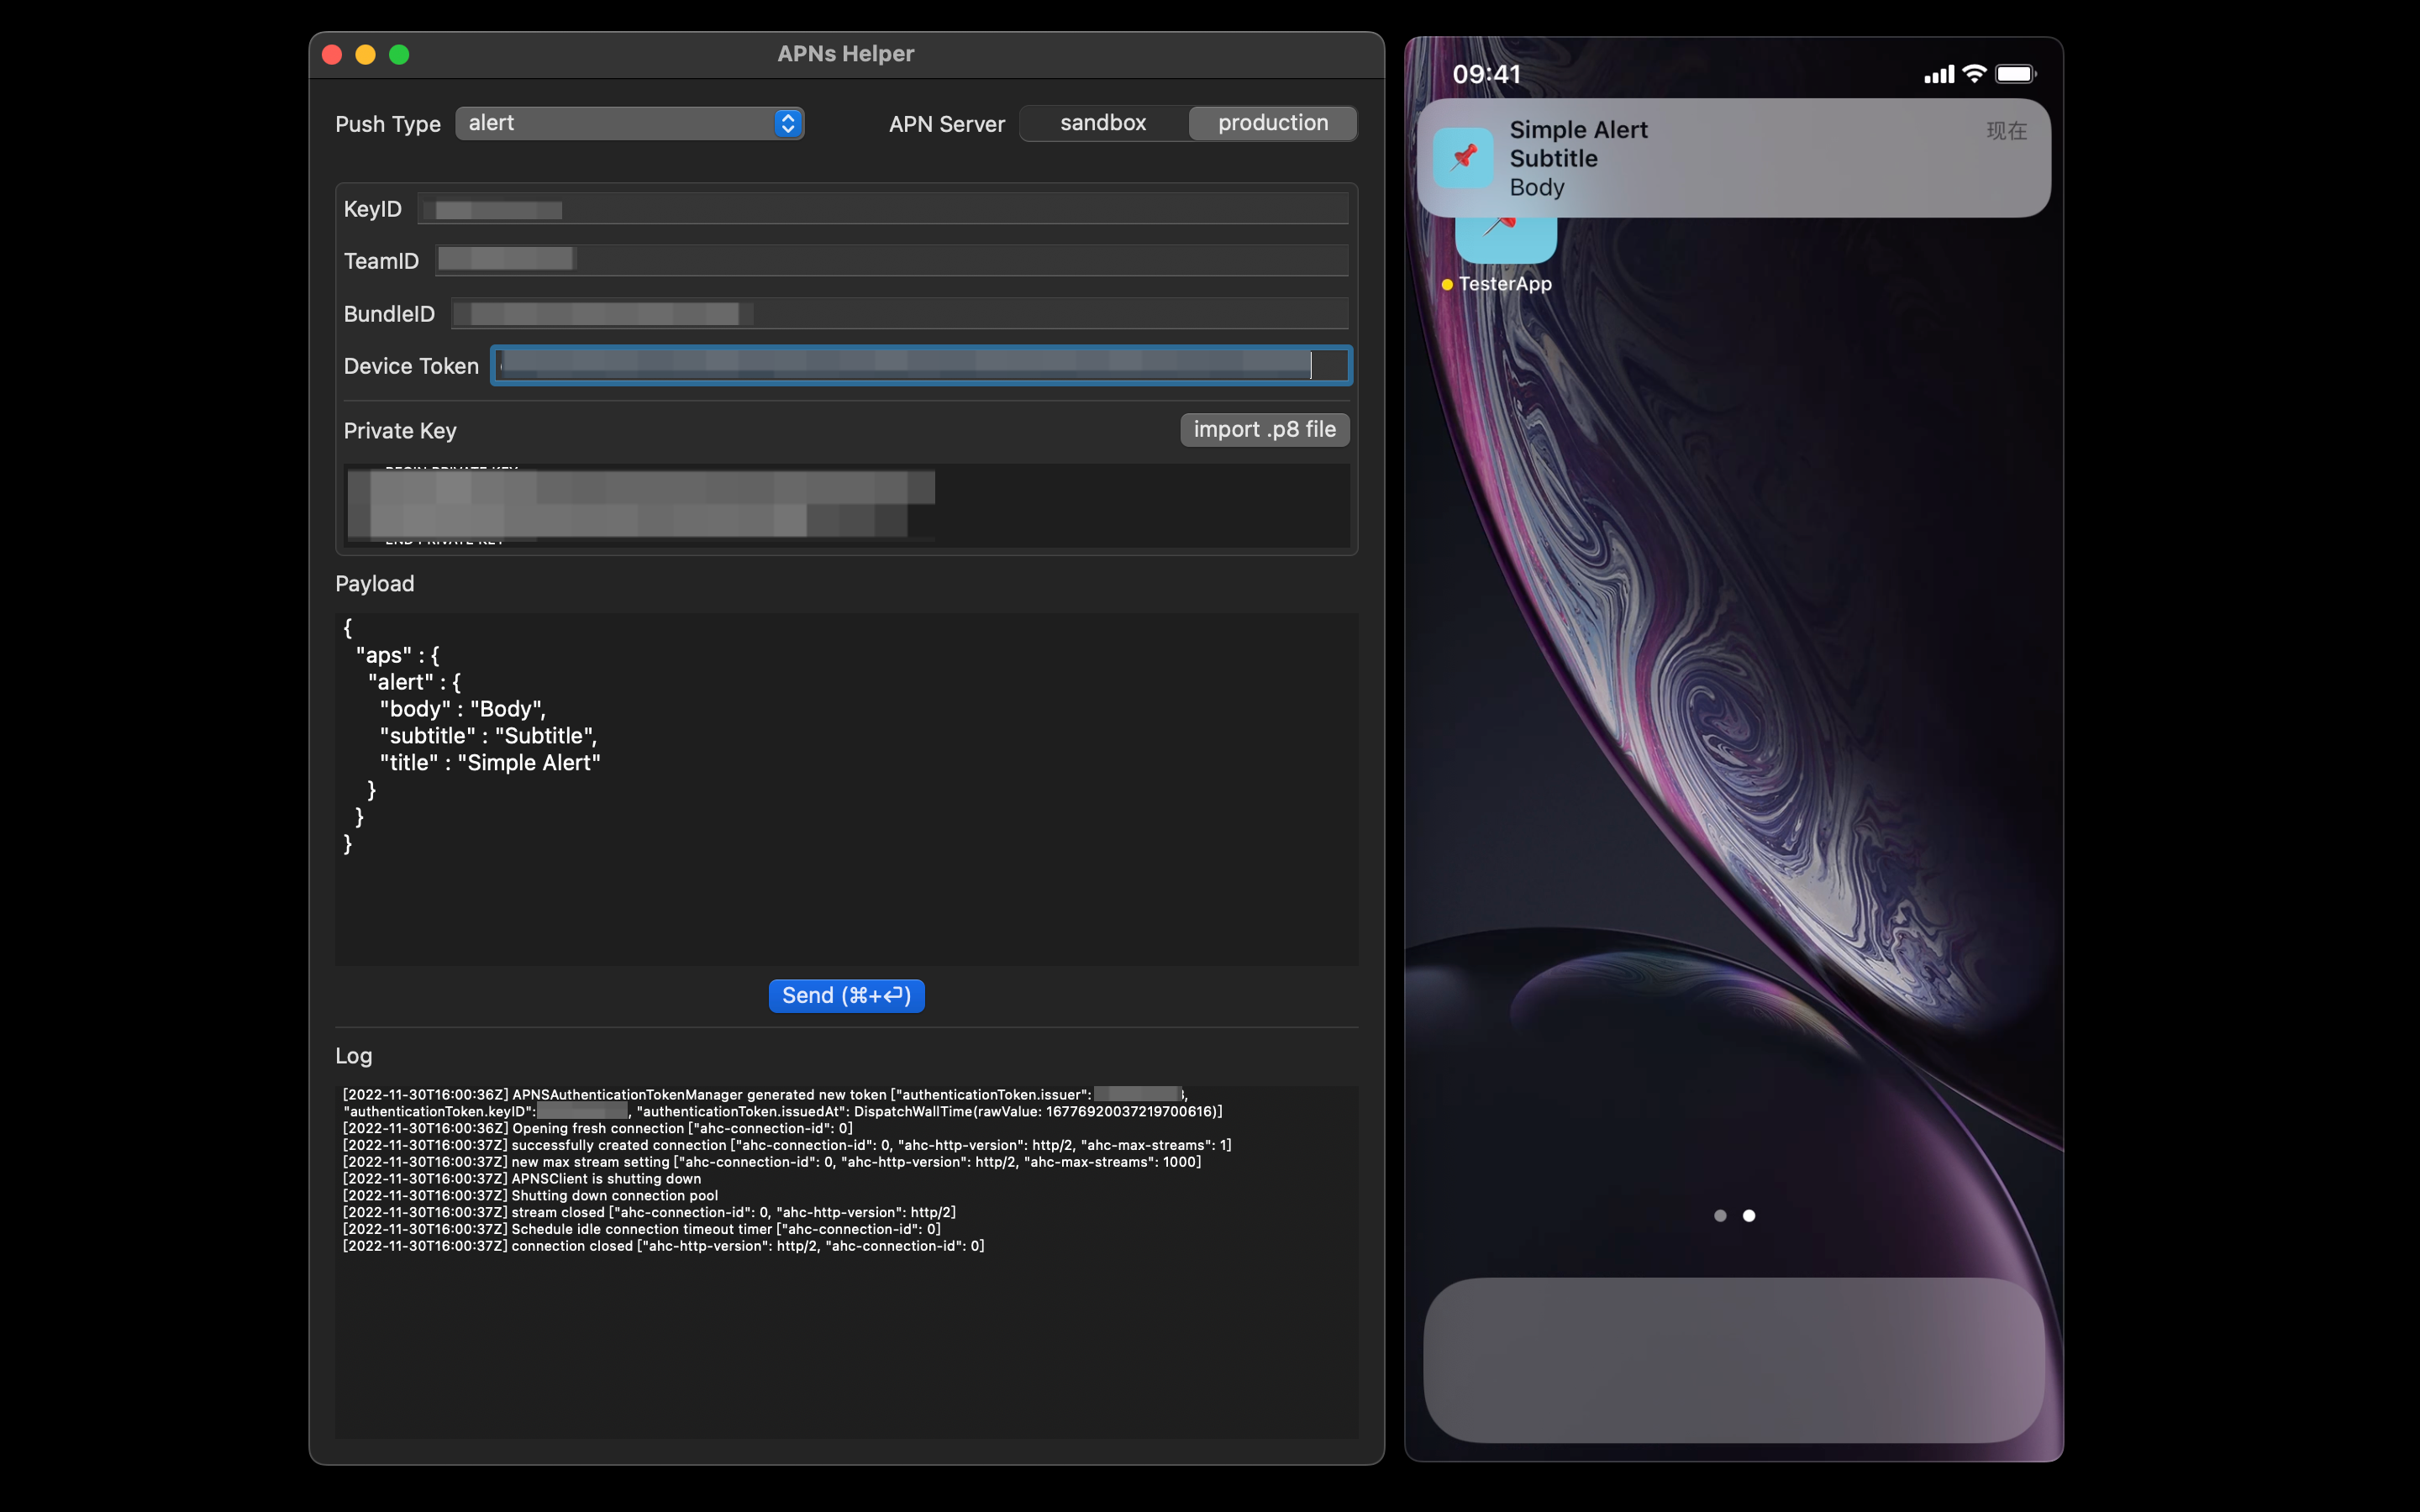 APNs Helper
Push Type alert APN Server sandbox production
KeyID
TeamID
BundleID
Device Token
Private Key import .p8 file
BEGIN PRIVATE KEY
END PRIVATE KEY
Payload
{
"aps" : {
"alert" : {
"body" : "Body",
"subtitle" : "Subtitle",
"title" : "Simple Alert"
}
}
}
Send (⌘+⏎)
Log
[2022-11-30T16:00:36Z] APNSAuthenticationTokenManager generated new token ["authenticationToken.issuer":
"authenticationToken.keyID": , "authenticationToken.issuedAt": DispatchWallTime(rawValue: 16776920037219700616)]
[2022-11-30T16:00:36Z] Opening fresh connection ["ahc-connection-id": 0]
[2022-11-30T16:00:37Z] successfully created connection ["ahc-connection-id": 0, "ahc-http-version": http/2, "ahc-max-streams": 1]
[2022-11-30T16:00:37Z] new max stream setting ["ahc-connection-id": 0, "ahc-http-version": http/2, "ahc-max-streams": 1000]
[2022-11-30T16:00:37Z] APNSClient is shutting down
[2022-11-30T16:00:37Z] Shutting down connection pool
[2022-11-30T16:00:37Z] stream closed ["ahc-connection-id": 0, "ahc-http-version": http/2]
[2022-11-30T16:00:37Z] Schedule idle connection timeout timer ["ahc-connection-id": 0]
[2022-11-30T16:00:37Z] connection closed ["ahc-http-version": http/2, "ahc-connection-id": 0]
09:41
Simple Alert 现在
Subtitle
Body
TesterApp